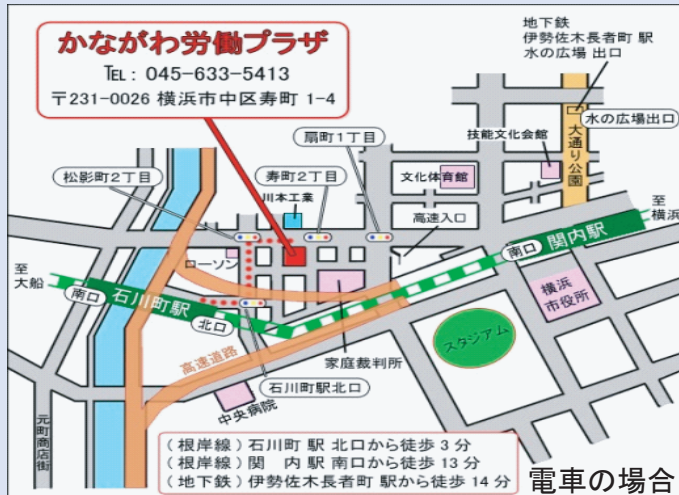 かながわ労働プラザ
℡: 045-633-5413
〒231-0026 横浜市中区寿町 1-4
地下鉄
伊勢佐木長者町 駅
水の広場 出口
水の広場出口
大通り公園
技能文化会館
扇町1丁目
松影町2丁目
寿町2丁目
文化体育館
川本工業
高速入口
至
横浜
関内駅
南口
ローソン
至
大船
南口
石川町駅
北口
横浜
市役所
スタジアム
家庭裁判所
高速道路
石川町駅北口
中央病院
元町商店街
(根岸線) 石川町 駅 北口から徒歩 3 分
(根岸線) 関 内 駅 南口から徒歩 13 分
(地下鉄) 伊勢佐木長者町 駅から徒歩 14 分
電車の場合